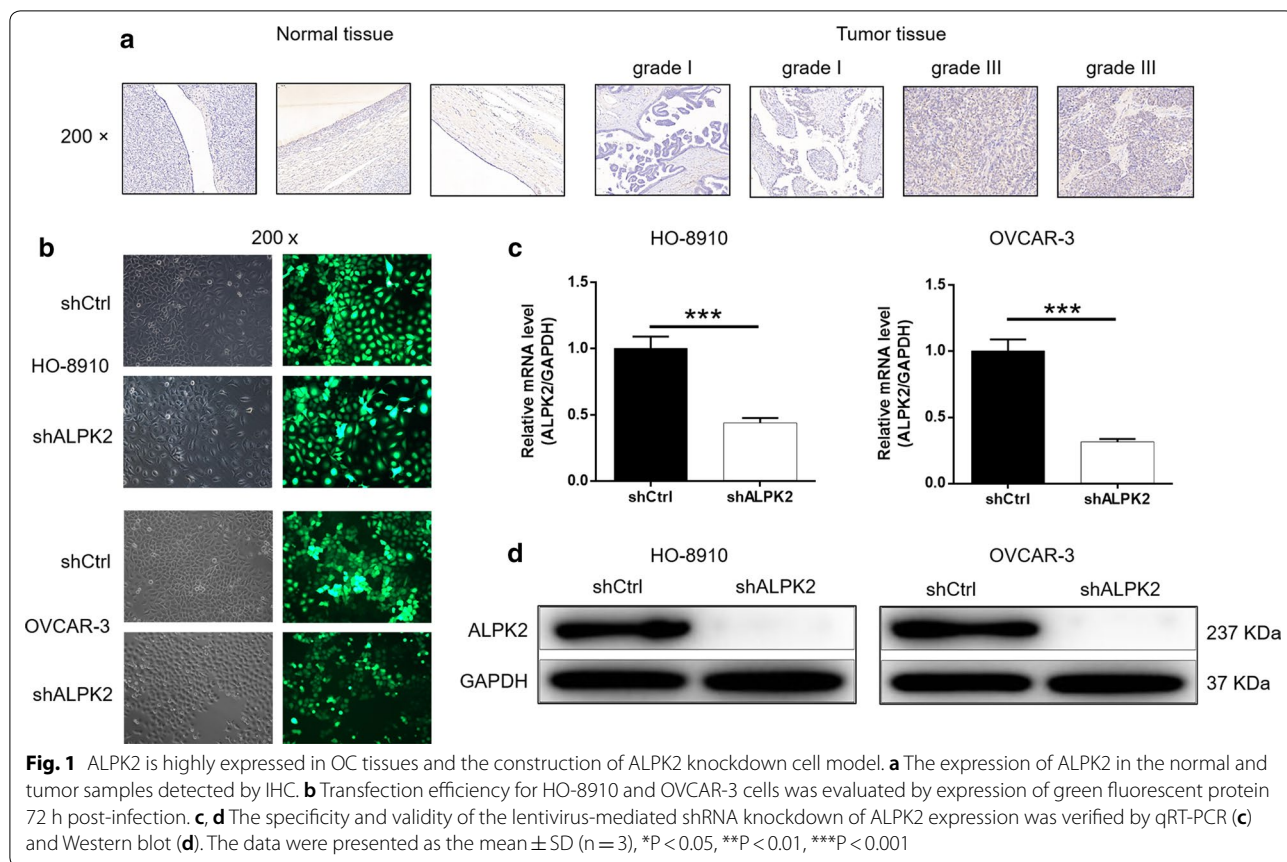 a
Normal tissue
Tumor tissue
grade I
grade I
grade III
grade III
200 ×
b
200 x
shCtrl
HO-8910
shALPK2
shCtrl
OVCAR-3
shALPK2
c
HO-8910
Relative mRNA level
(ALPK2/GAPDH)
1.5
1.0
0.5
0.0
shCtrl
shALPK2
***
OVCAR-3
Relative mRNA level
(ALPK2/GAPDH)
1.5
1.0
0.5
0.0
shCtrl
shALPK2
***
d
HO-8910
OVCAR-3
shCtrl
shALPK2
shCtrl
shALPK2
ALPK2
237 KDa
GAPDH
37 KDa
Fig. 1 ALPK2 is highly expressed in OC tissues and the construction of ALPK2 knockdown cell model. a The expression of ALPK2 in the normal and
tumor samples detected by IHC. b Transfection efficiency for HO-8910 and OVCAR-3 cells was evaluated by expression of green fluorescent protein
72 h post-infection. c, d The specificity and validity of the lentivirus-mediated shRNA knockdown of ALPK2 expression was verified by qRT-PCR (c)
and Western blot (d). The data were presented as the mean ± SD (n = 3), *P < 0.05, **P < 0.01, ***P < 0.001